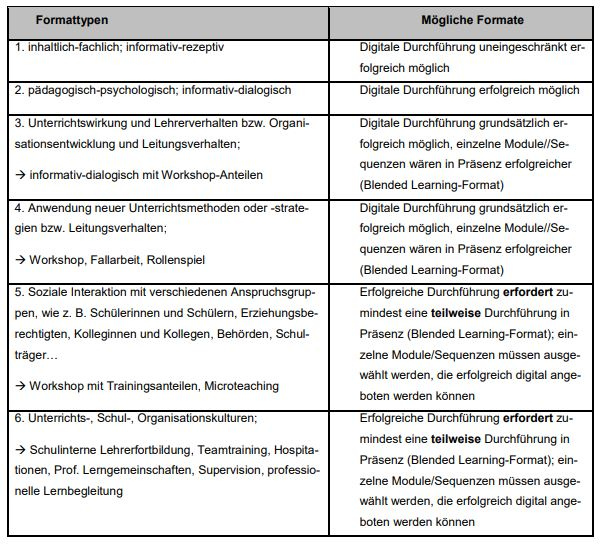 Formattypen
Mögliche Formate
1. inhaltlich-fachlich; informativ-rezeptiv
Digitale Durchführung uneingeschränkt er-
folgreich möglich
2. pädagogisch-psychologisch; informativ-dialogisch
Digitale Durchführung erfolgreich möglich
3. Unterrichtswirkung und Lehrerverhalten bzw. Organi-
sationsentwicklung und Leitungsverhalten;
→ informativ-dialogisch mit Workshop-Anteilen
Digitale Durchführung grundsätzlich er-
folgreich möglich, einzelne Module//Se-
quenzen wären in Präsenz erfolgreicher
(Blended Learning-Format)
4. Anwendung neuer Unterrichtsmethoden oder -strate-
gien bzw. Leitungsverhalten;
→ Workshop, Fallarbeit, Rollenspiel
Digitale Durchführung grundsätzlich er-
folgreich möglich, einzelne Module//Se-
quenzen wären in Präsenz erfolgreicher
(Blended Learning-Format)
5. Soziale Interaktion mit verschiedenen Anspruchsgrup-
pen, wie z. B. Schülerinnen und Schülern, Erziehungsbe-
rechtigten, Kolleginnen und Kollegen, Behörden, Schul-
träger…
→ Workshop mit Trainingsanteilen, Microteaching
Erfolgreiche Durchführung erfordert zu-
mindest eine teilweise Durchführung in
Präsenz (Blended Learning-Format); ein-
zelne Module/Sequenzen müssen ausge-
wählt werden, die erfolgreich digital ange-
boten werden können
6. Unterrichts-, Schul-, Organisationskulturen;
→ Schulinterne Lehrerfortbildung, Teamtraining, Hospita-
tionen, Prof. Lerngemeinschaften, Supervision, professio-
nelle Lernbegleitung
Erfolgreiche Durchführung erfordert zu-
mindest eine teilweise Durchführung in
Präsenz (Blended Learning-Format); ein-
zelne Module/Sequenzen müssen ausge-
wählt werden, die erfolgreich digital ange-
boten werden können